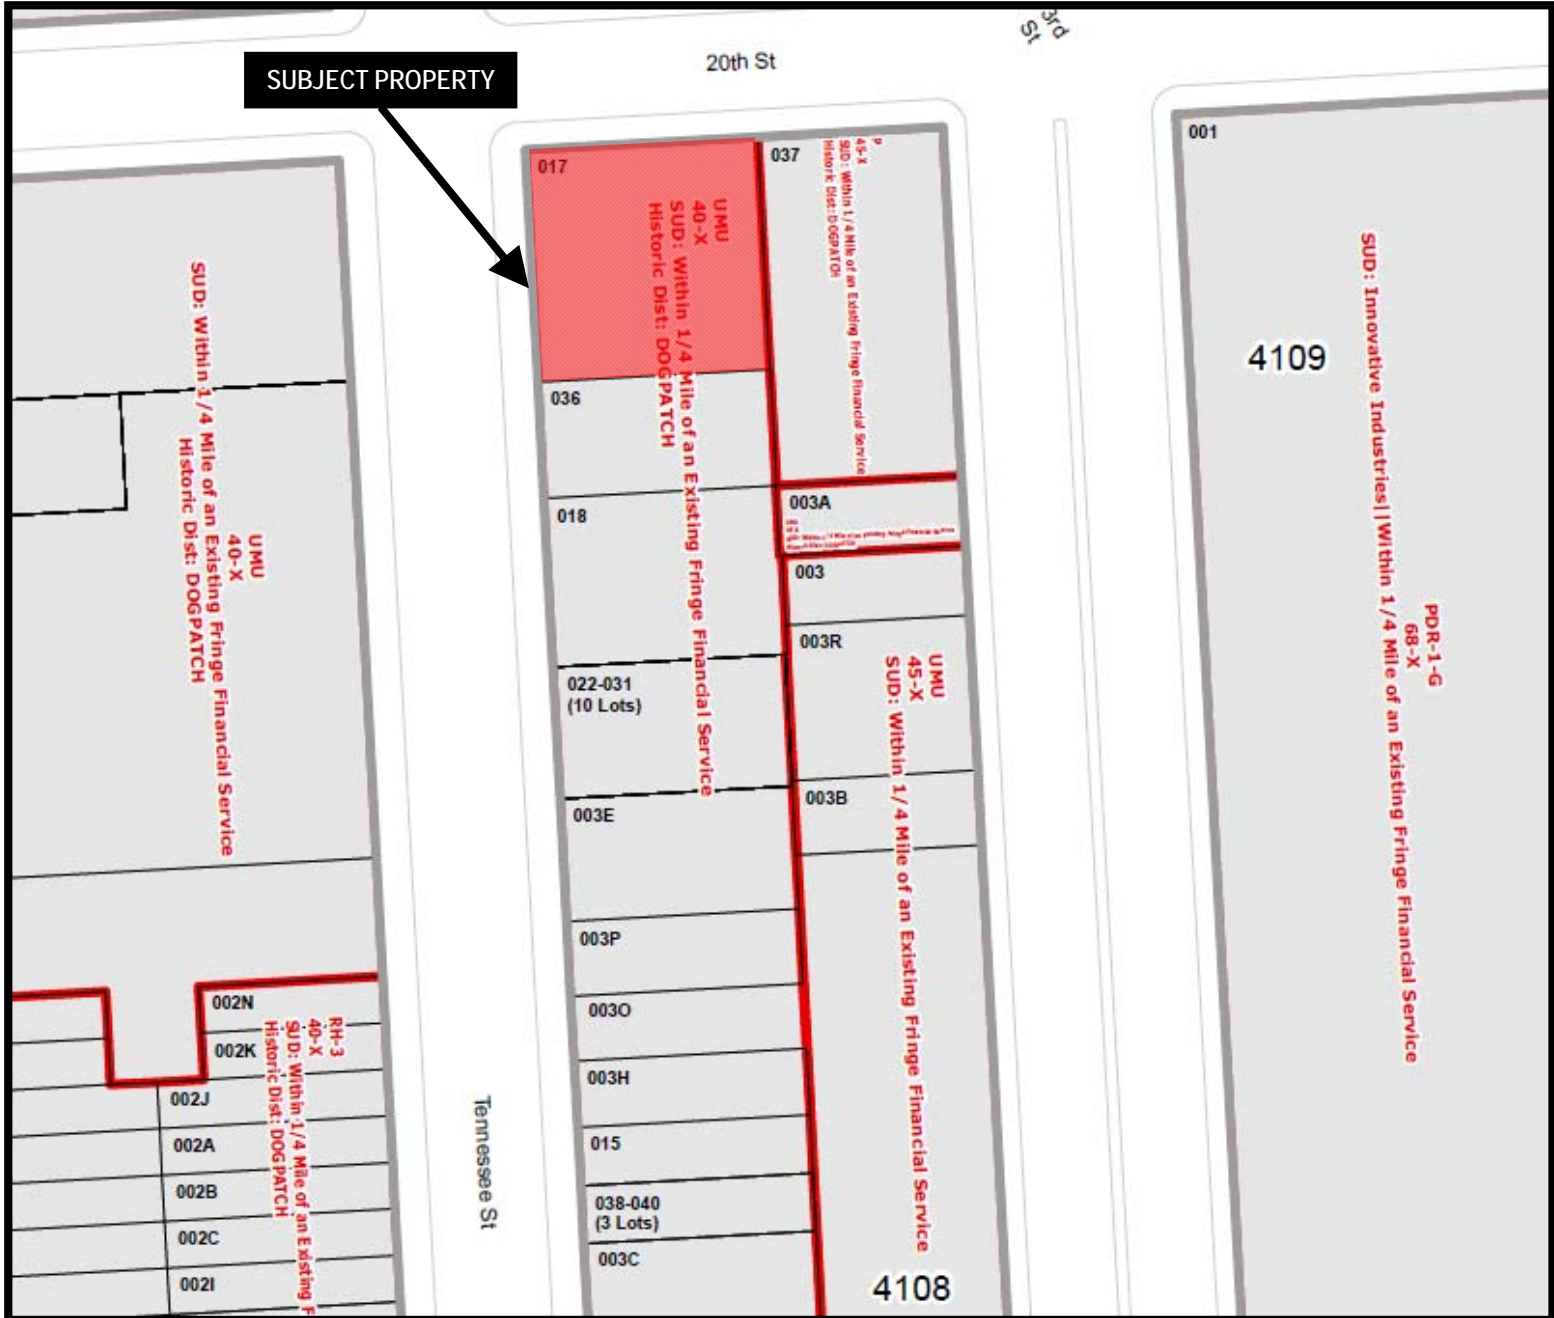 3rd
St
20th St
SUBJECT PROPERTY
017
037
001
P
45-X
SUD: Within 1/4 Mile of an Existing Fringe Financial Service
Historic Dist: DOGPATCH
UMU
40-X
SUD: Within 1/4 Mile of an Existing Fringe Financial Service
Historic Dist: DOGPATCH
UMU
40-X
SUD: Within 1/4 Mile of an Existing Fringe Financial Service
Historic Dist: DOGPATCH
4109
PDR-1-G
68-X
SUD: Innovative Industries||Within 1/4 Mile of an Existing Fringe Financial Service
036
018
003A
003
003R
UMU
45-X
SUD: Within 1/4 Mile of an Existing Fringe Financial Service
022-031
(10 Lots)
003B
003E
003P
003O
003H
015
038-040
(3 Lots)
003C
4108
Tennessee St
002N
002K
002J
002A
002B
002C
002I
RH-3
40-X
SUD: Within 1/4 Mile of an Existing F
Historic Dist: DOGPATCH